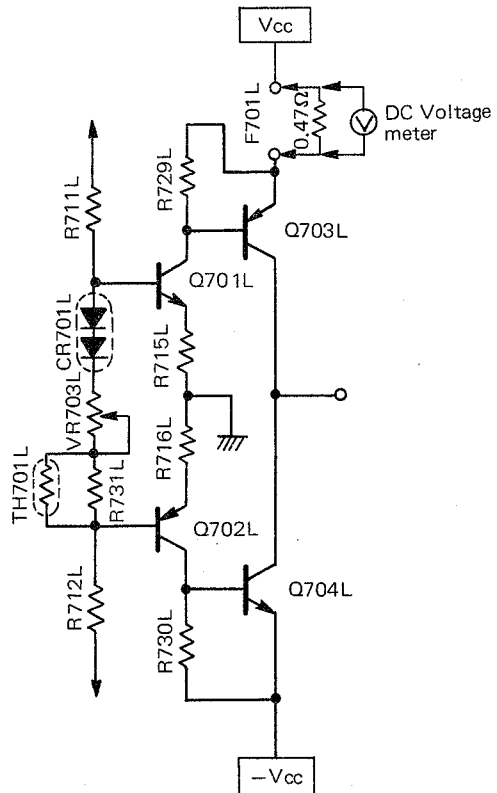 Vcc
F701L
0.47Ω
V
DC Voltage
meter
R729L
R711L
Q703L
Q701L
CR701L
R715L
VR703L
R716L
TH701L
R731L
Q702L
R712L
Q704L
R730L
−Vcc